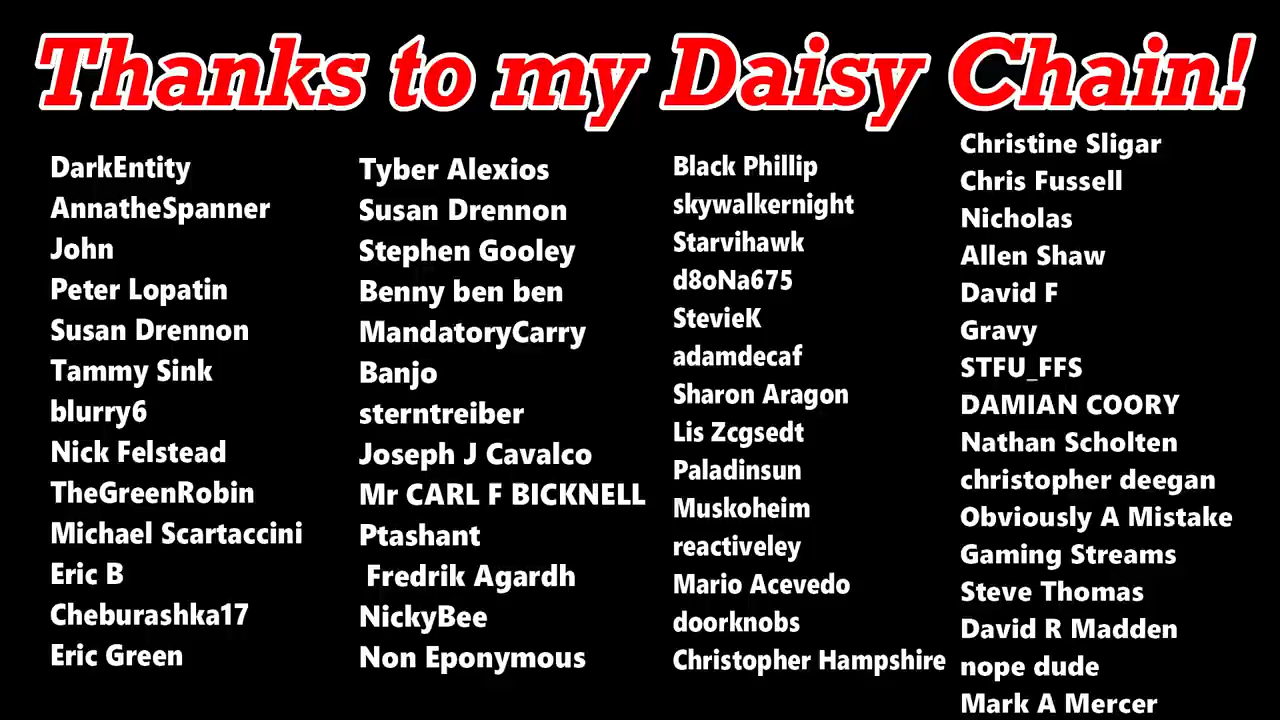 Thanks to my Daisy Chain!
DarkEntity
AnnatheSpanner
John
Peter Lopatin
Susan Drennon
Tammy Sink
blurry6
Nick Felstead
TheGreenRobin
Michael Scartaccini
Eric B
Cheburashka17
Eric Green
Tyber Alexios
Susan Drennon
Stephen Gooley
Benny ben ben
MandatoryCarry
Banjo
sterntreiber
Joseph J Cavalco
Mr CARL F BICKNELL
Ptashant
Fredrik Agardh
NickyBee
Non Eponymous
Black Phillip
skywalkernight
Starvihawk
d8oNa675
StevieK
adamdecaf
Sharon Aragon
Lis Zcgsedt
Paladinsun
Muskoheim
reactiveley
Mario Acevedo
doorknobs
Christopher Hampshire
Christine Sligar
Chris Fussell
Nicholas
Allen Shaw
David F
Gravy
STFU_FFS
DAMIAN COORY
Nathan Scholten
christopher deegan
Obviously A Mistake
Gaming Streams
Steve Thomas
David R Madden
nope dude
Mark A Mercer